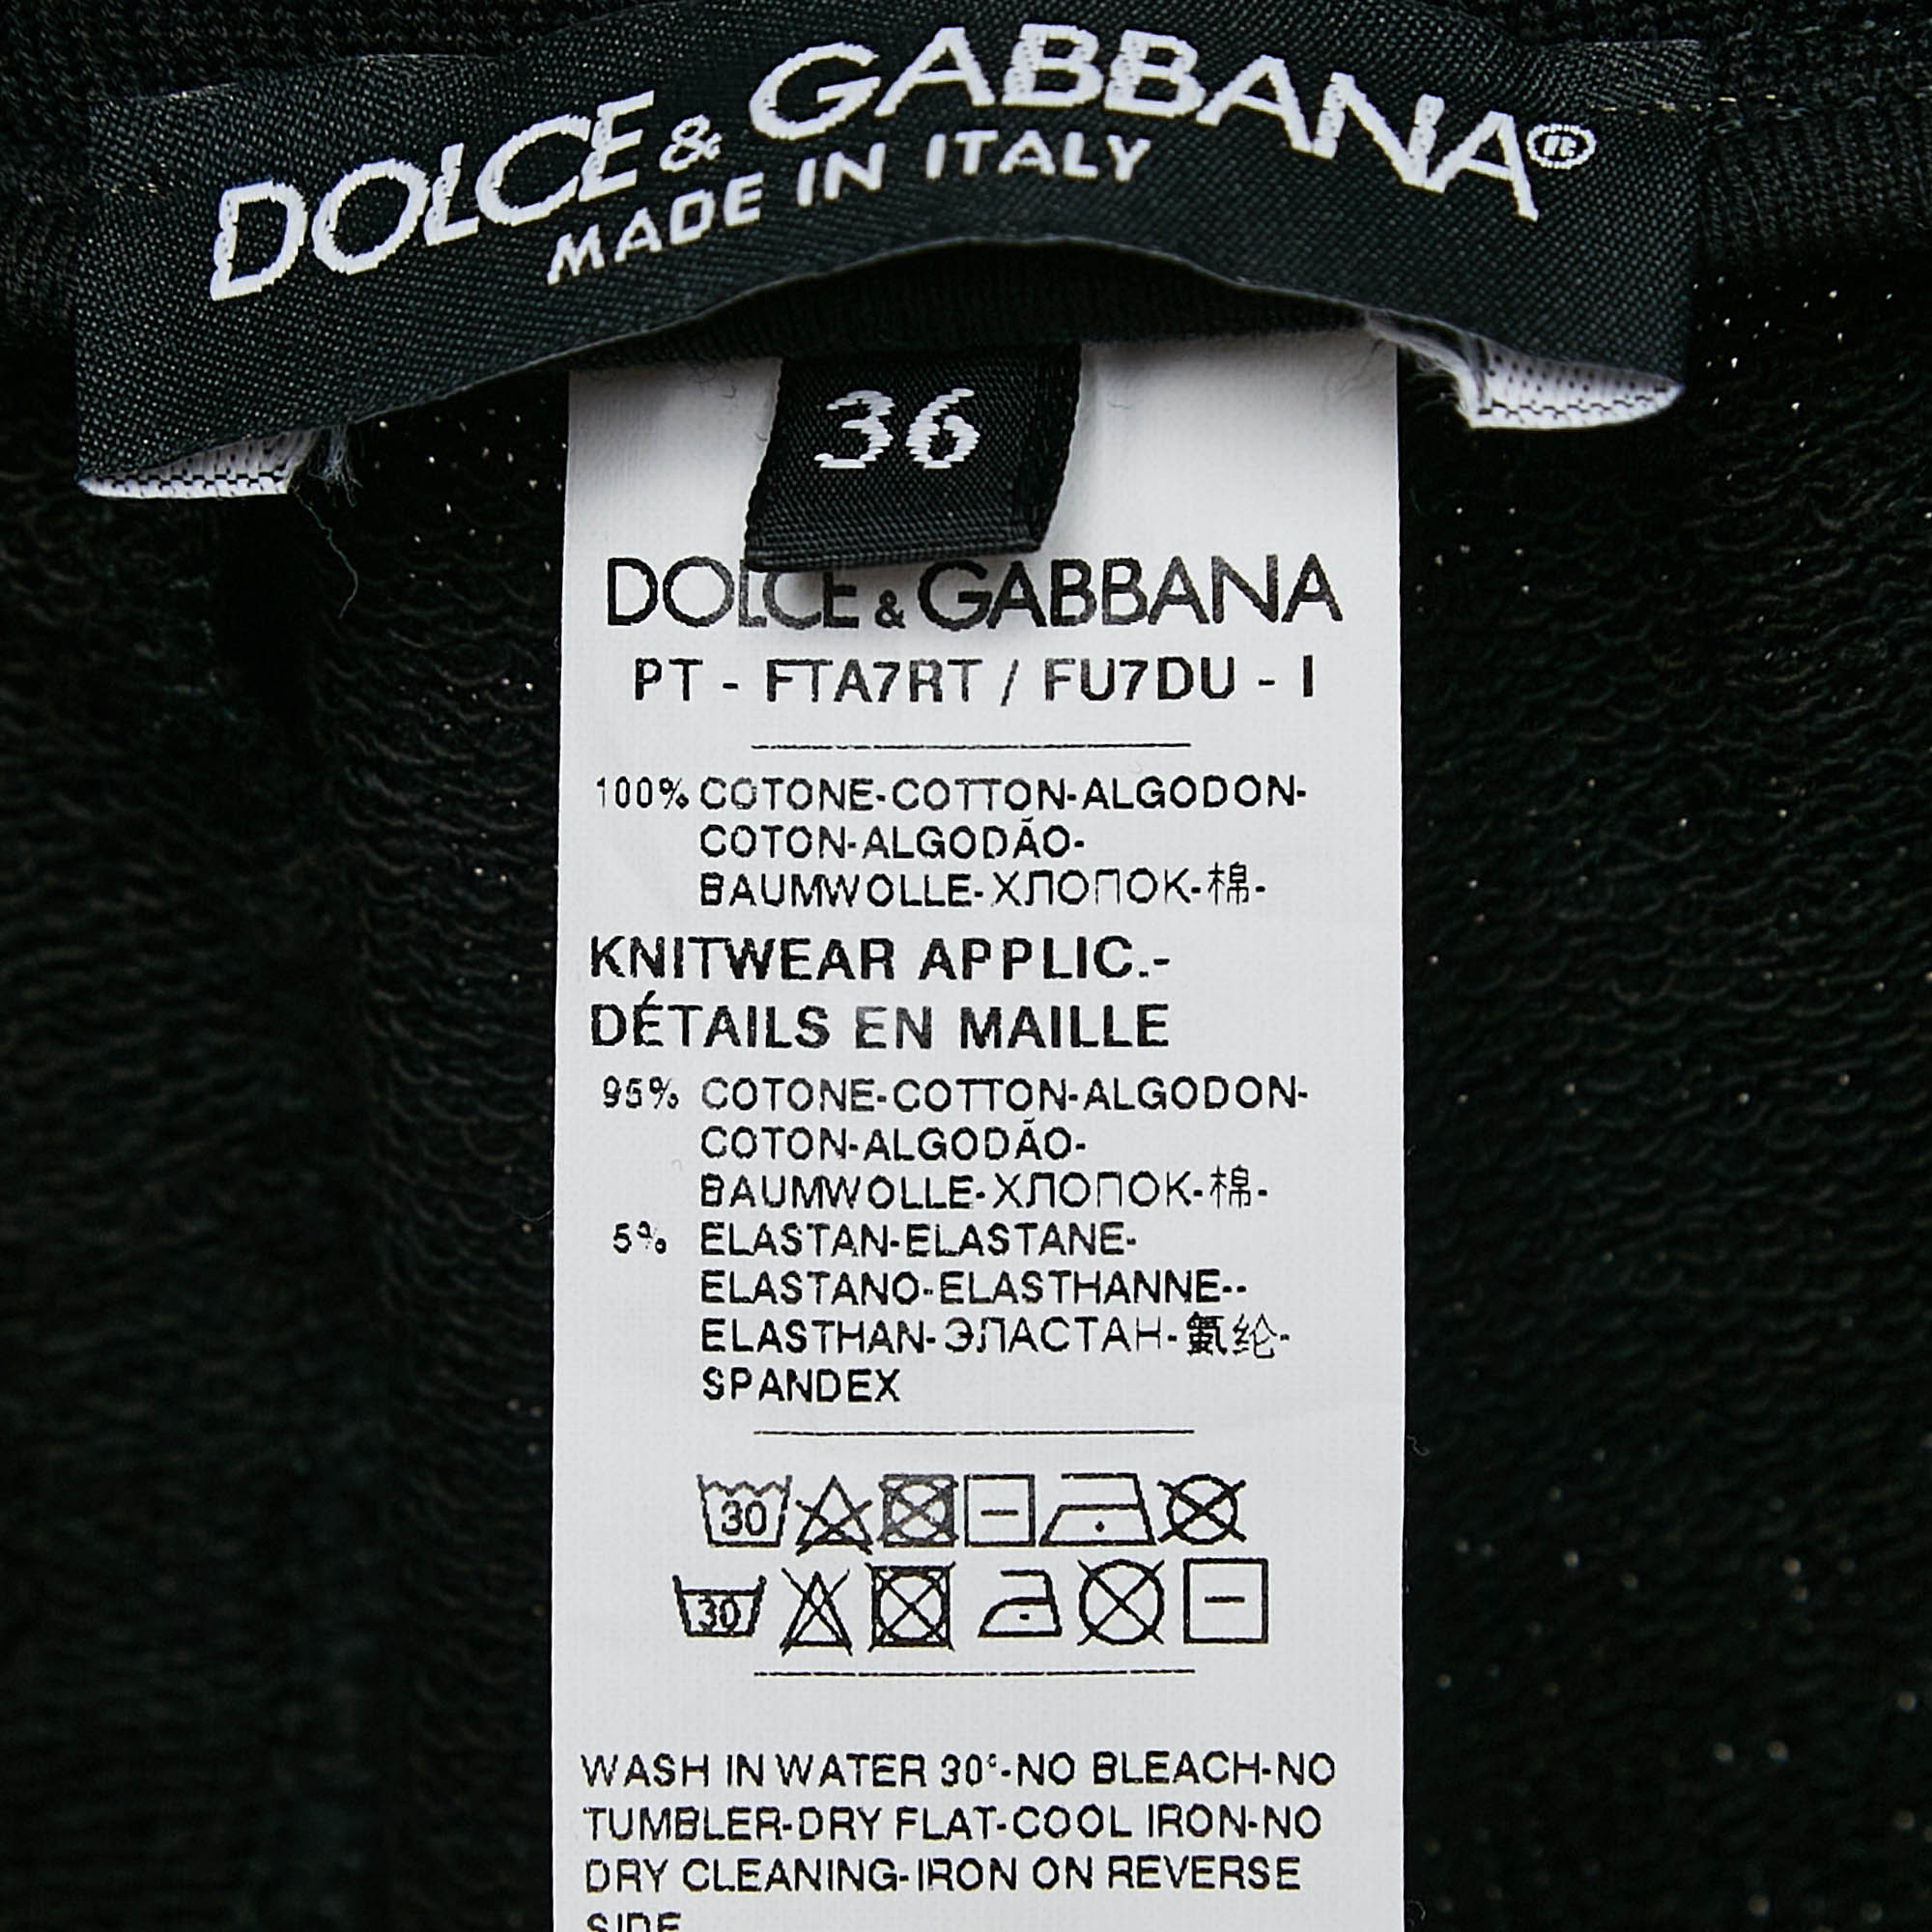 DOLCE & GABBANA®
MADE IN ITALY
36
DOLCE & GABBANA
PT - FTA7RT / FU7DU - I
100% COTONE-COTTON-ALGODON-
COTON-ALGODÃO-
BAUMWOLLE-ХЛОПОК-棉-
KNITWEAR APPLIC.-
DÉTAILS EN MAILLE
95% COTONE-COTTON-ALGODON-
COTON-ALGODÃO-
BAUMWOLLE-ХЛОПОК-棉-
5% ELASTAN-ELASTANE-
ELASTANO-ELASTHANNE--
ELASTHAN-ЭЛАСТАН-氨纶-
SPANDEX
30
30
WASH IN WATER 30°-NO BLEACH-NO
TUMBLER-DRY FLAT-COOL IRON-NO
DRY CLEANING-IRON ON REVERSE
SIDE